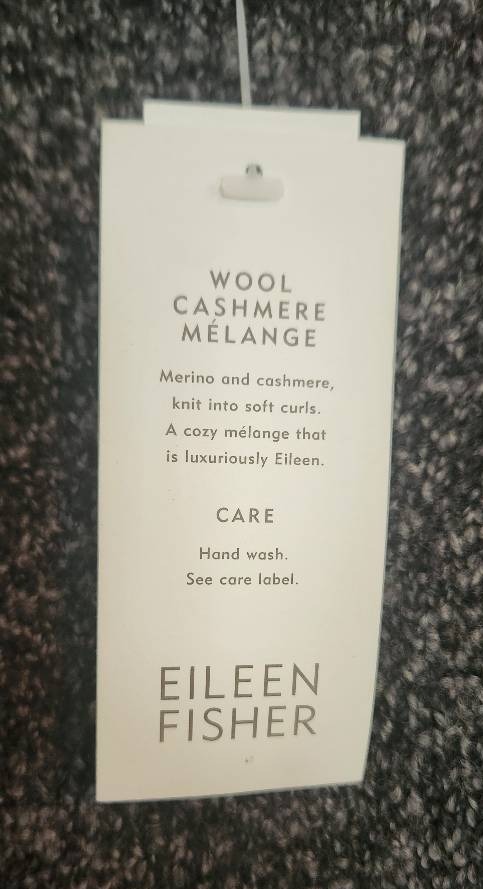 WOOL
CASHMERE
MÉLANGE
Merino and cashmere,
knit into soft curls.
A cozy mélange that
is luxuriously Eileen.
CARE
Hand wash.
See care label.
EILEEN
FISHER